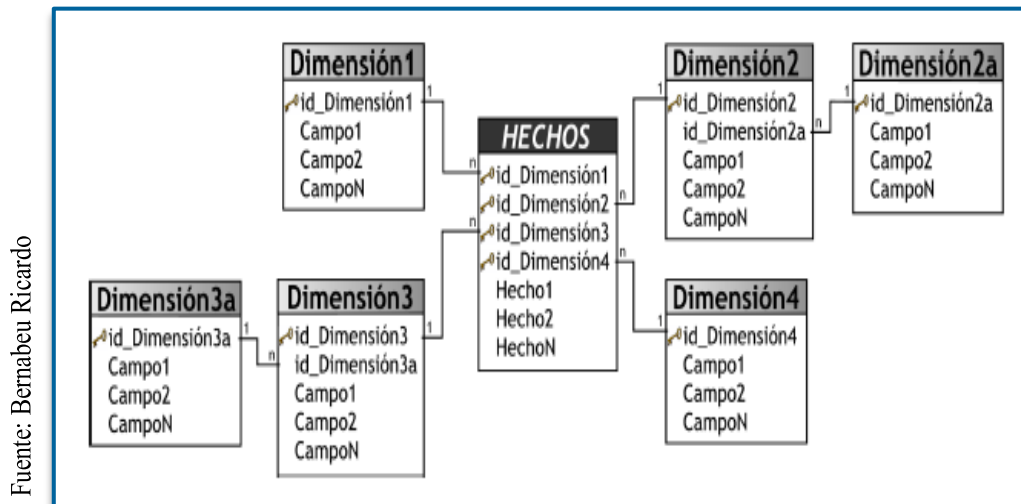 Dimensión1
id_Dimensión1
Campo1
Campo2
CampoN
1
n
HECHOS
id_Dimensión1
id_Dimensión2
id_Dimensión3
id_Dimensión4
Hecho1
Hecho2
HechoN
n
n
n
Dimensión2
id_Dimensión2
id_Dimensión2a
Campo1
Campo2
CampoN
1
n
Dimensión2a
id_Dimensión2a
Campo1
Campo2
CampoN
1
Dimensión3a
id_Dimensión3a
Campo1
Campo2
CampoN
1
n
Dimensión3
id_Dimensión3
id_Dimensión3a
Campo1
Campo2
CampoN
1
Dimensión4
id_Dimensión4
Campo1
Campo2
CampoN
1
Fuente: Bernabeu Ricardo